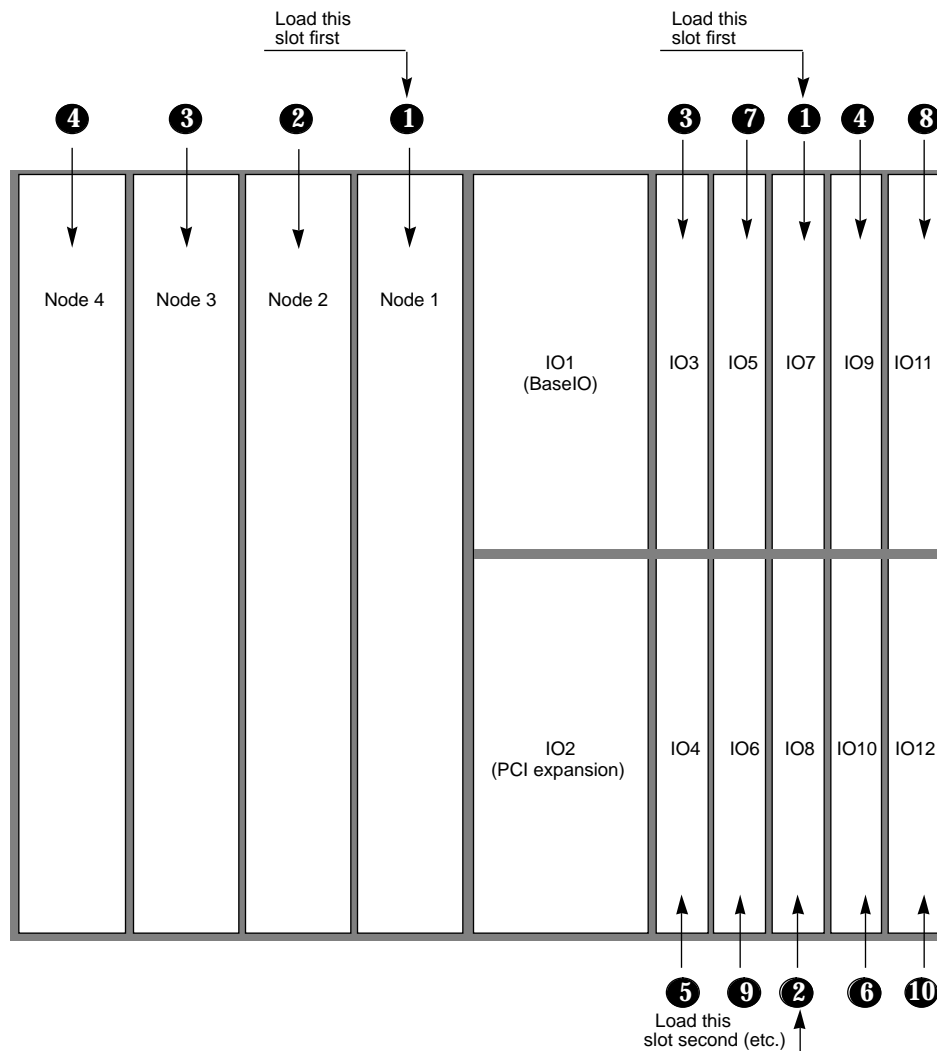 Load this
slot first
Load this
slot first
4 3 2 1 3 7 1 4 8
Node 4 Node 3 Node 2 Node 1
IO1
(BaseIO)
IO3 IO5 IO7 IO9 IO11
IO2
(PCI expansion)
IO4 IO6 IO8 IO10 IO12
5 9 2 6 10
Load this
slot second (etc.)